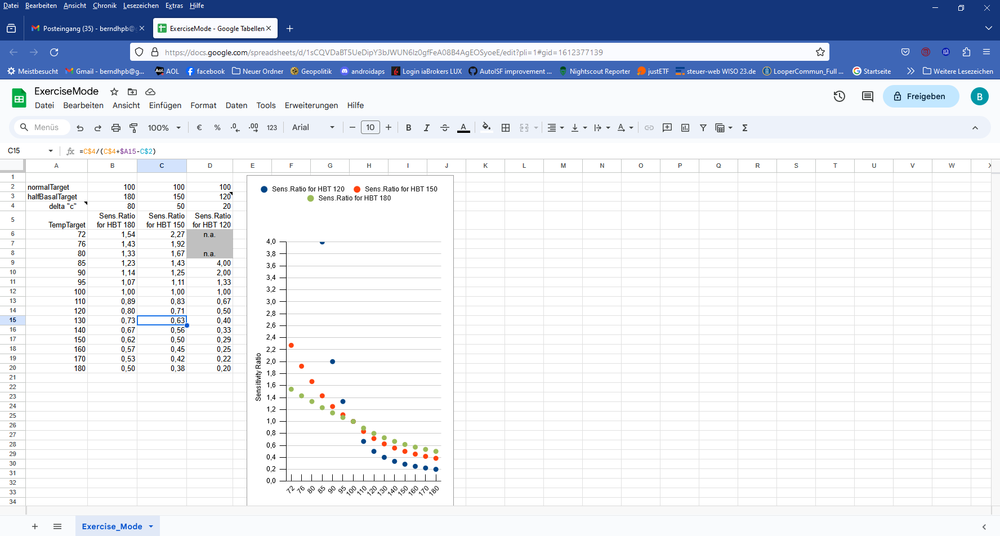 Datei Bearbeiten Ansicht Chronik Lesezeichen Extras Hilfe
Posteingang (35) - berndhpb@g
ExerciseMode - Google Tabellen
https://docs.google.com/spreadsheets/d/1sCQVDaBT5UeDipY3bJWUN6lz0gfFeA08B4AgEOSyoeE/edit?pli=1#gid=1612377139
Meistbesucht Gmail - berndhpb@g... Aol. AOL facebook Neuer Ordner Geopolitik androidaps Login iaBrokers LUX AutoISF improvement ... Nightscout Reporter justETF steuer-web WISO 23.de LooperCommun_Full ... Startseite Weitere Lesezeichen
ExerciseMode
Datei Bearbeiten Ansicht Einfügen Format Daten Tools Erweiterungen Hilfe
Freigeben
B
Menüs 100% € % .0 .00 123 Arial 10 B I A Σ
C15 fx =C$4/(C$4+$A15-C$2)
A B C D E F G H I J K L M N O P Q R S T U V W X
1
2 normalTarget 100 100 100
3 halfBasalTarget 180 150 120
4 delta "c" 80 50 20
5 TempTarget Sens.Ratio for HBT 180 Sens.Ratio for HBT 150 Sens.Ratio for HBT 120
6 72 1,54 2,27 n.a.
7 76 1,43 1,92
8 80 1,33 1,67 n.a.
9 85 1,23 1,43 4,00
10 90 1,14 1,25 2,00
11 95 1,07 1,11 1,33
12 100 1,00 1,00 1,00
13 110 0,89 0,83 0,67
14 120 0,80 0,71 0,50
15 130 0,73 0,63 0,40
16 140 0,67 0,56 0,33
17 150 0,62 0,50 0,29
18 160 0,57 0,45 0,25
19 170 0,53 0,42 0,22
20 180 0,50 0,38 0,20
21
22
23
24
25
26
27
28
29
30
31
32
33
34
Sens.Ratio for HBT 120 Sens.Ratio for HBT 150
Sens.Ratio for HBT 180
4,0
3,8
3,6
3,4
3,2
3,0
2,8
2,6
2,4
2,2
2,0
1,8
1,6
1,4
1,2
1,0
0,8
0,6
0,4
0,2
0,0
Sensitivity Ratio
72 76 80 85 90 95 100 110 120 130 140 150 160 170 180
Exercise_Mode